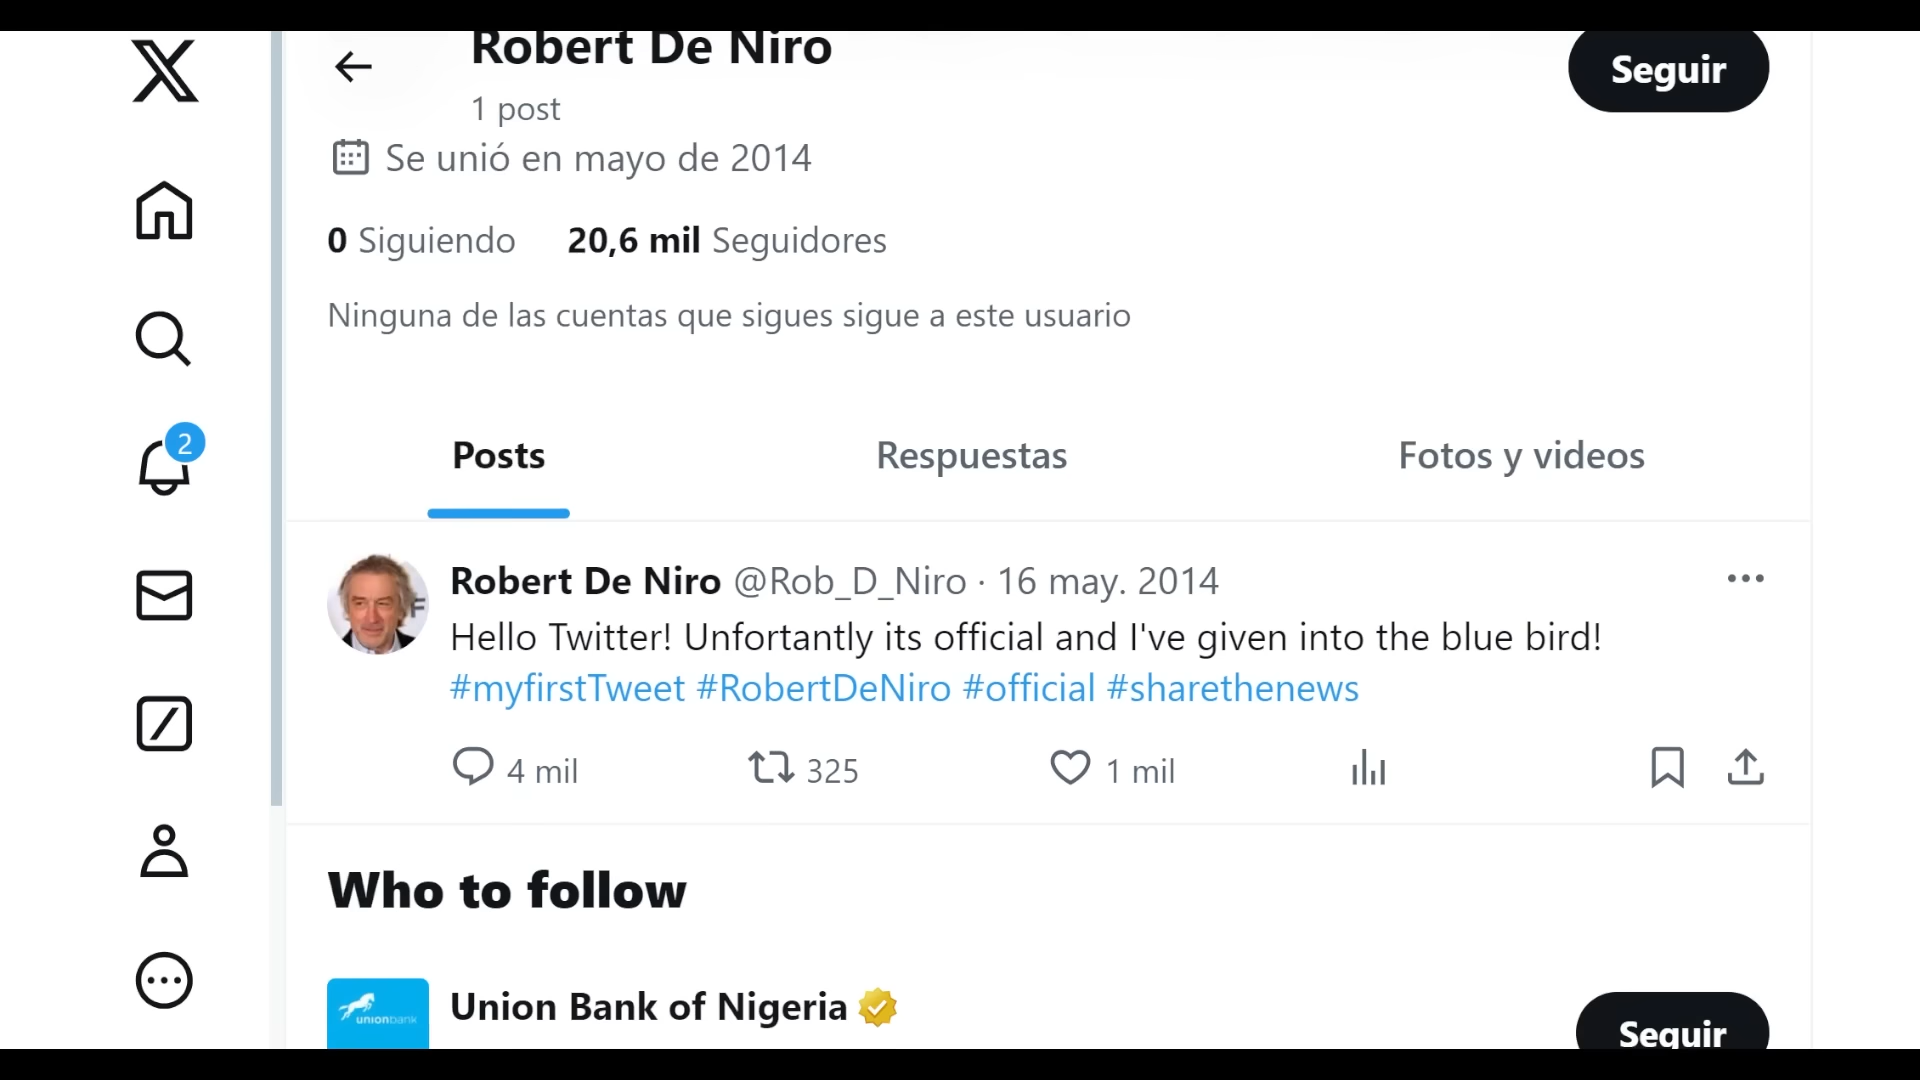 Robert De Niro
Seguir
1 post
Se unió en mayo de 2014
0 Siguiendo 20,6 mil Seguidores
Ninguna de las cuentas que sigues sigue a este usuario
2
Posts Respuestas Fotos y videos
Robert De Niro @Rob_D_Niro · 16 may. 2014
Hello Twitter! Unfortantly its official and I've given into the blue bird!
#myfirstTweet #RobertDeNiro #official #sharethenews
4 mil 325 1 mil
Who to follow
unionbank
Union Bank of Nigeria
Seguir